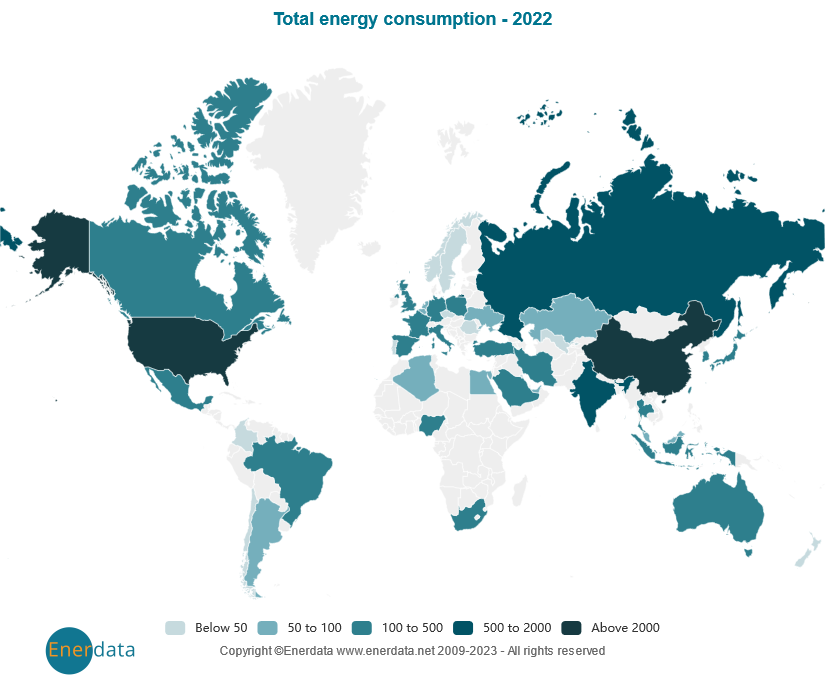 Total energy consumption - 2022
Below 50
50 to 100
100 to 500
500 to 2000
Above 2000
Enerdata
Copyright ©Enerdata www.enerdata.net 2009-2023 - All rights reserved